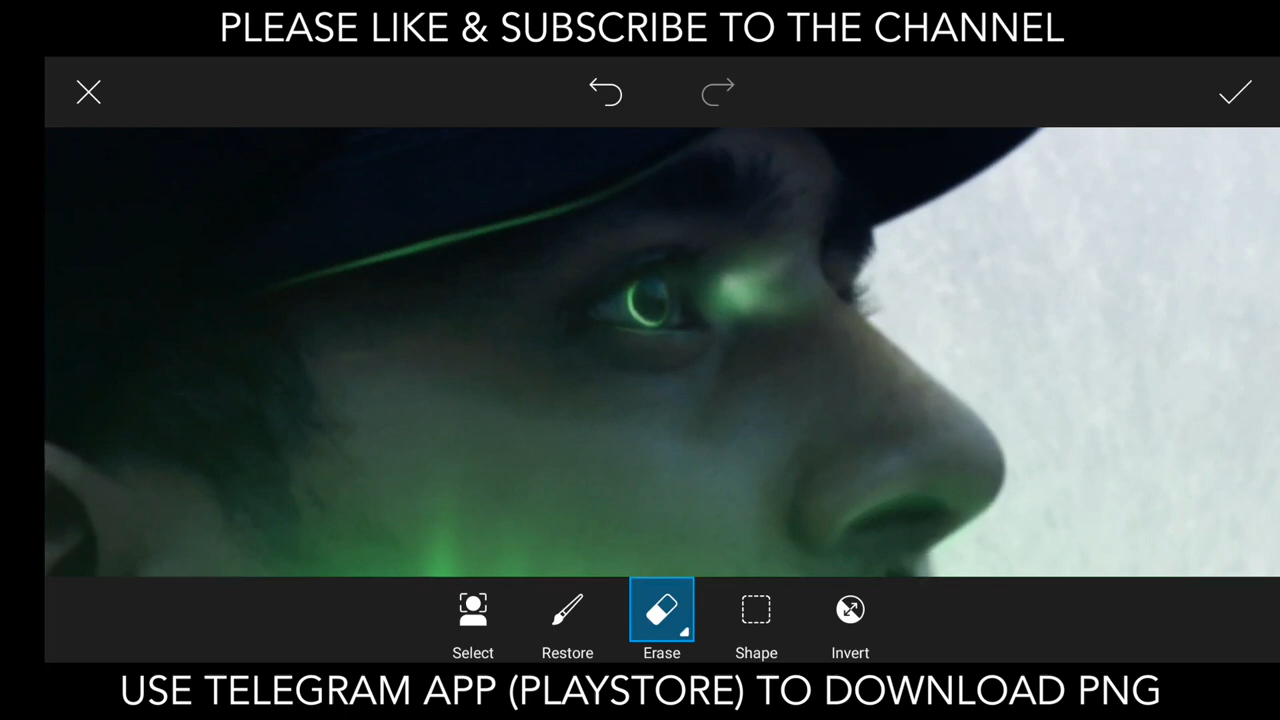 PLEASE LIKE & SUBSCRIBE TO THE CHANNEL
Select Restore Erase Shape Invert
USE TELEGRAM APP (PLAYSTORE) TO DOWNLOAD PNG